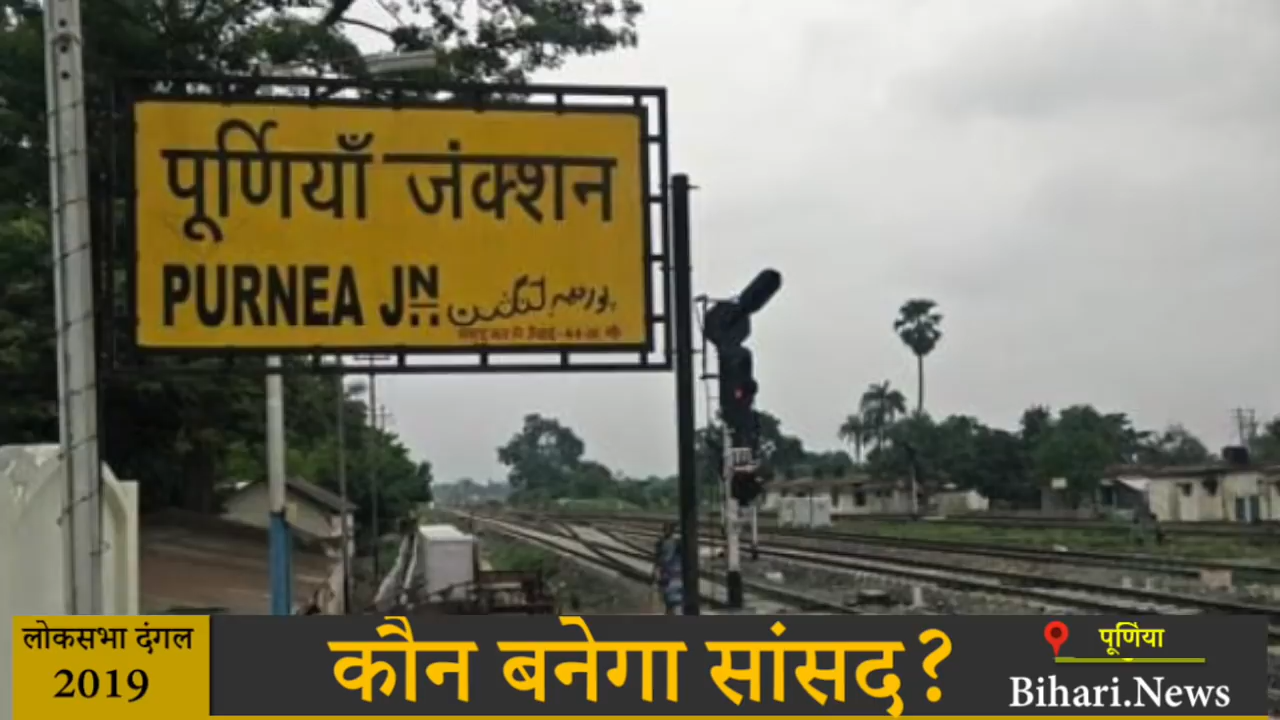 पूर्णियाँ जंक्शन
PURNEA JN.
लोकसभा दंगल
2019
कौन बनेगा सांसद?
पूर्णिया
Bihari.News